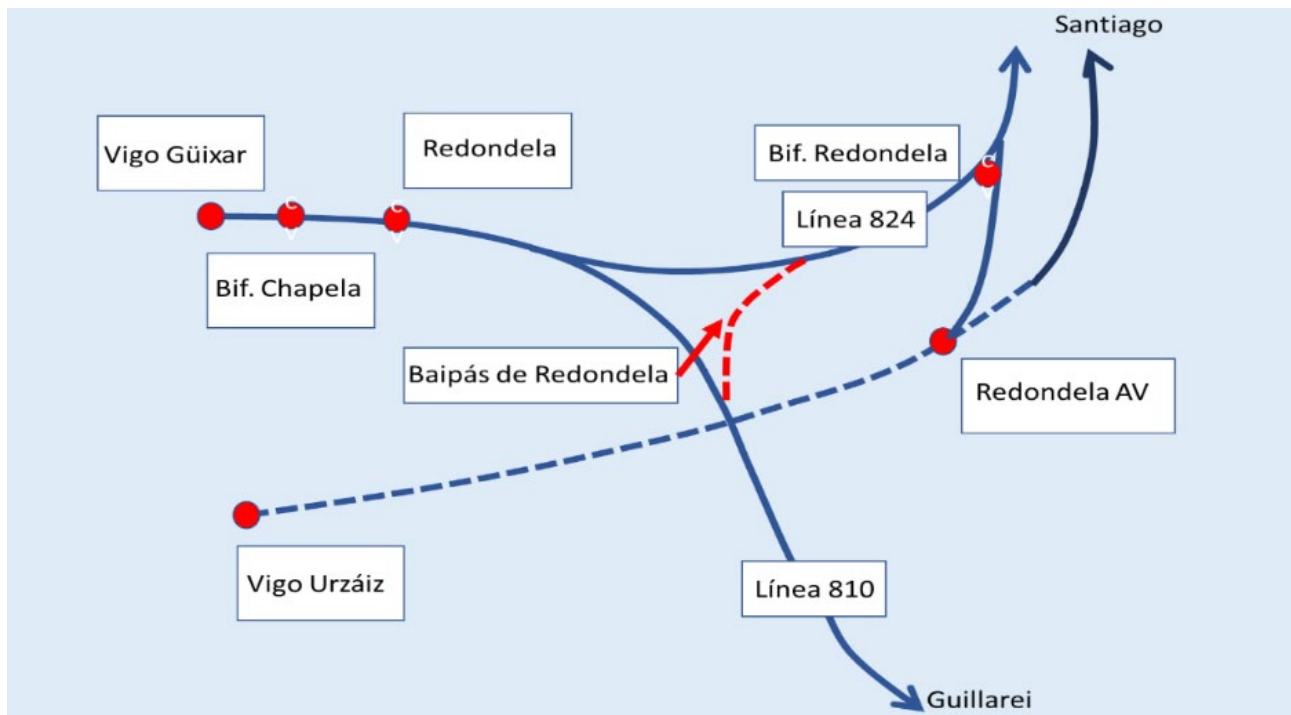 Santiago
Vigo Güixar
Redondela
Bif. Redondela
Línea 824
Bif. Chapela
Baipás de Redondela
Redondela AV
Vigo Urzáiz
Línea 810
Guillarei